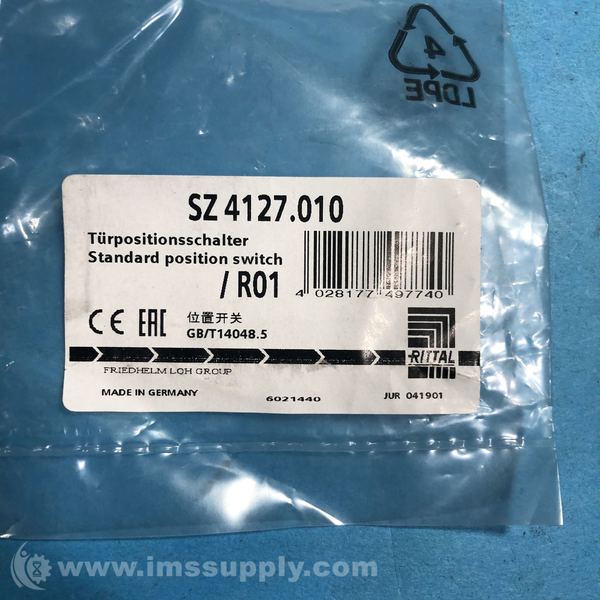 4
LDPE
SZ 4127.010
Türpositionsschalter
Standard position switch
/ R01
4 028177 497740
CE EAC
位置开关
GB/T14048.5
RITTAL
FRIEDHELM LOH GROUP
MADE IN GERMANY
6021440
JUR 041901
www.imssupply.com